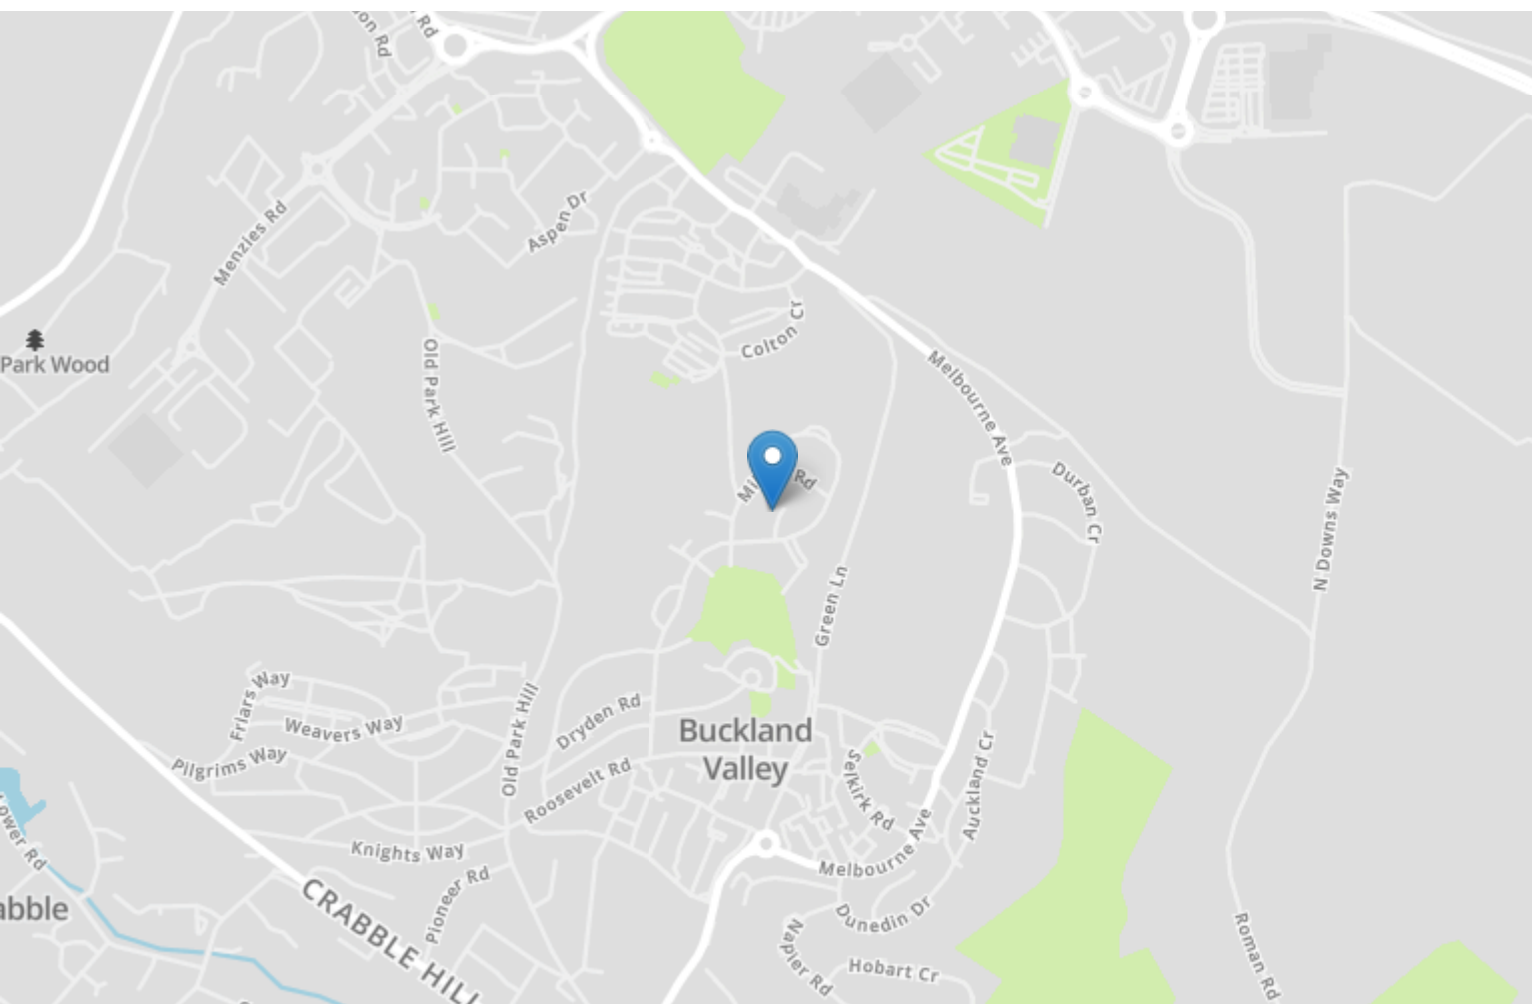 on Rd
Rd
Menzies Rd
Aspen Dr
Park Wood
Old Park Hill
Colton Cr
Melbourne Ave
Rd
Durban Cr
N Downs Way
Green Ln
Friars Way
Weavers Way
Pilgrims Way
Old Park Hill
Dryden Rd
Roosevelt Rd
Buckland
Valley
Selkirk Rd
Auckland Cr
Melbourne Ave
Lower Rd
Knights Way
Pioneer Rd
abble
CRABBLE HILL
Dunedin Dr
Napier Rd
Hobart Cr
Roman Rd